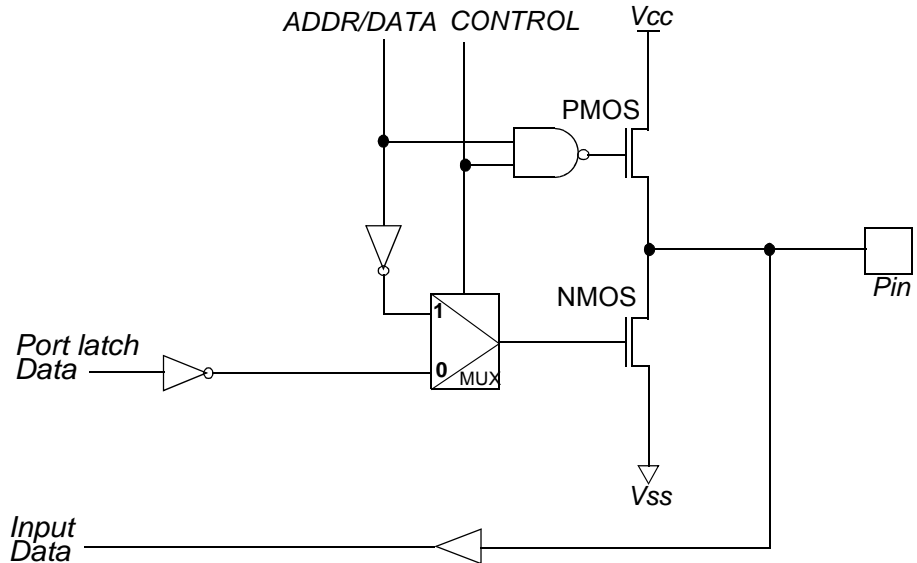 ADDR/DATA CONTROL
Vcc
PMOS
NMOS
Pin
1
0
MUX
Port latch
Data
Vss
Input
Data